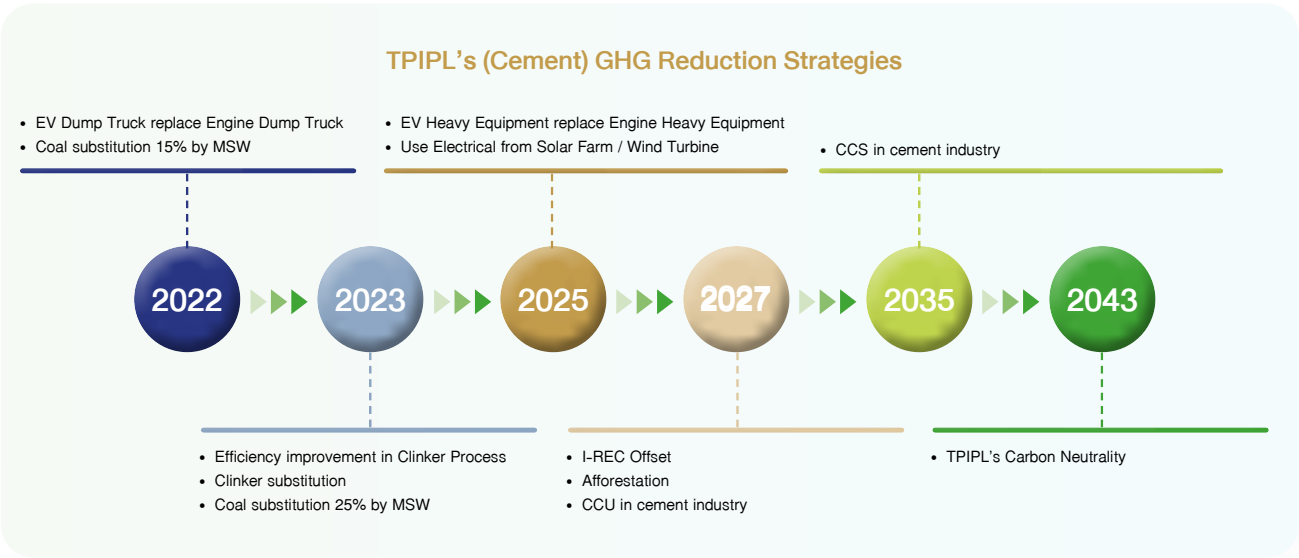 TPIPL's (Cement) GHG Reduction Strategies
• EV Dump Truck replace Engine Dump Truck
• Coal substitution 15% by MSW
• EV Heavy Equipment replace Engine Heavy Equipment
• Use Electrical from Solar Farm / Wind Turbine
• CCS in cement industry
2022
2023
2025
2027
2035
2043
• Efficiency improvement in Clinker Process
• Clinker substitution
• Coal substitution 25% by MSW
• I-REC Offset
• Afforestation
• CCU in cement industry
• TPIPL's Carbon Neutrality